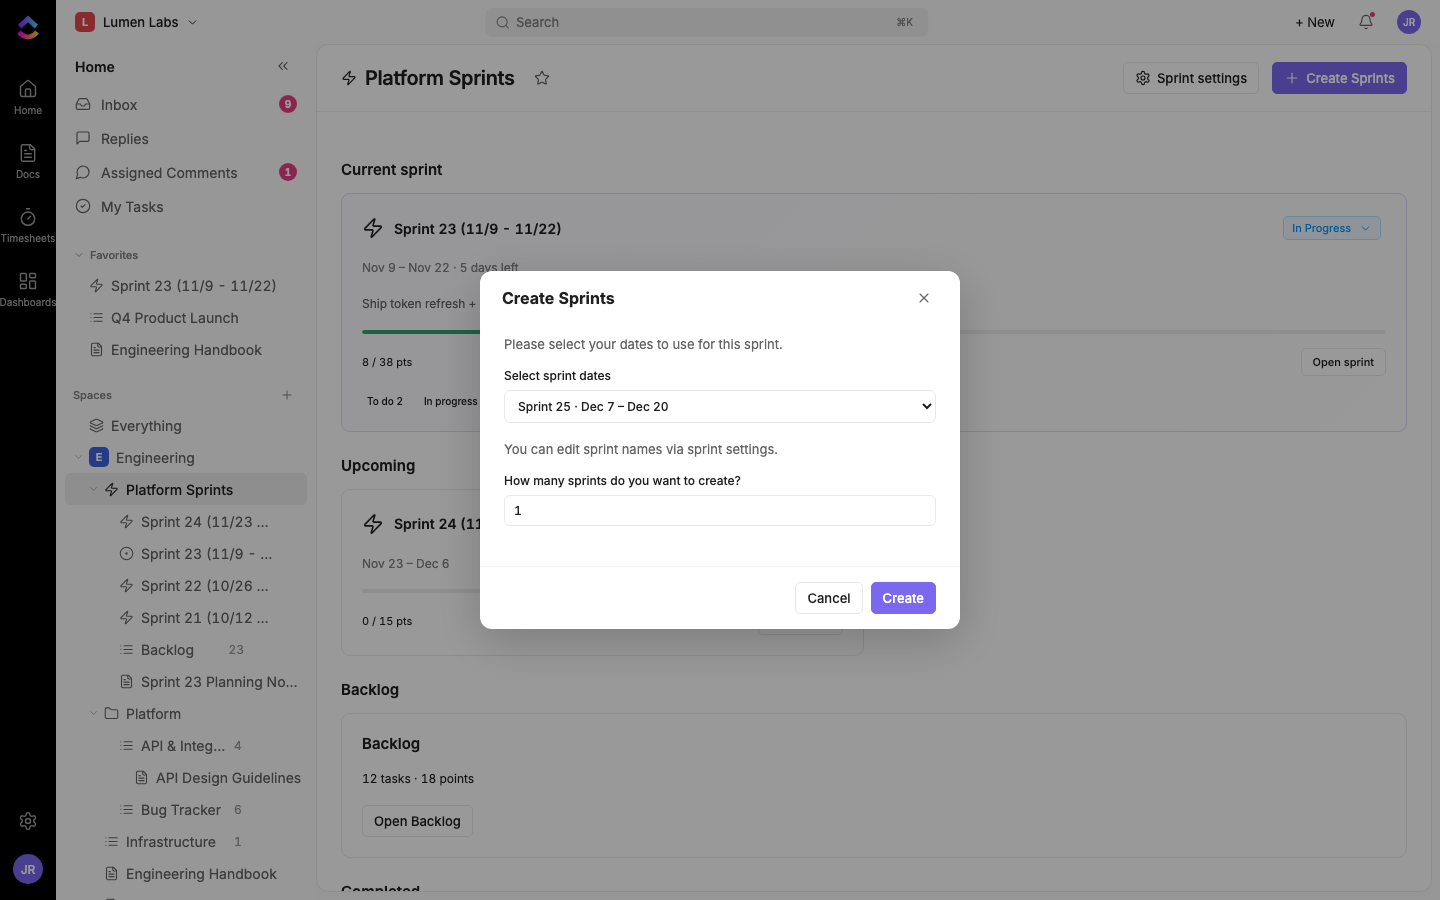 L Lumen Labs
Search ⌘K
+ New
JR
Home
Docs
Timesheets
Dashboards
JR
Home
Inbox 9
Replies
Assigned Comments 1
My Tasks
Favorites
Sprint 23 (11/9 - 11/22)
Q4 Product Launch
Engineering Handbook
Spaces
Everything
E Engineering
Platform Sprints
Sprint 24 (11/23 ...
Sprint 23 (11/9 - ...
Sprint 22 (10/26 ...
Sprint 21 (10/12 ...
Backlog 23
Sprint 23 Planning No...
Platform
API & Integ... 4
API Design Guidelines
Bug Tracker 6
Infrastructure 1
Engineering Handbook
Platform Sprints
Sprint settings
Create Sprints
Current sprint
Sprint 23 (11/9 - 11/22)
In Progress
Nov 9 – Nov 22 · 5 days left
Ship token refresh +
8 / 38 pts
Open sprint
To do 2 In progress
Upcoming
Sprint 24 (11
Nov 23 – Dec 6
0 / 15 pts
Backlog
Backlog
12 tasks · 18 points
Open Backlog
Completed
Create Sprints
Please select your dates to use for this sprint.
Select sprint dates
Sprint 25 · Dec 7 – Dec 20
You can edit sprint names via sprint settings.
How many sprints do you want to create?
1
Cancel
Create